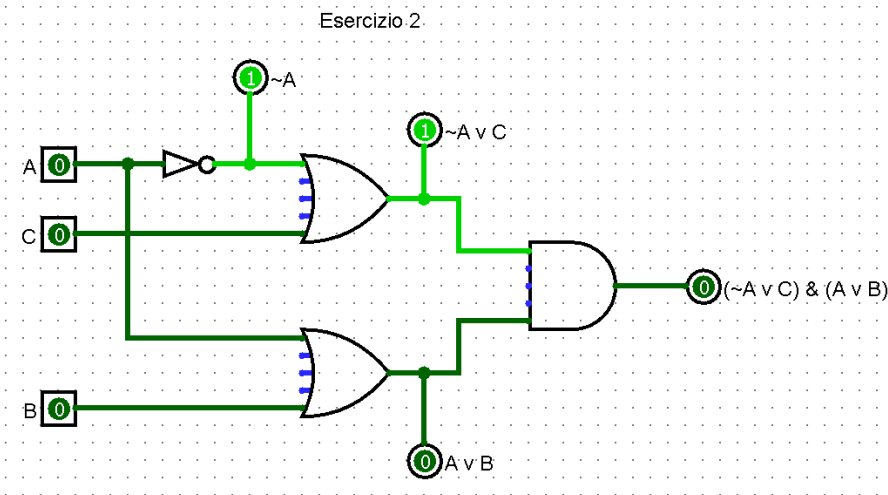 Esercizio 2
1 ~A
1 ~A v C
A 0
C 0
0 (~A v C) & (A v B)
B 0
0 A v B